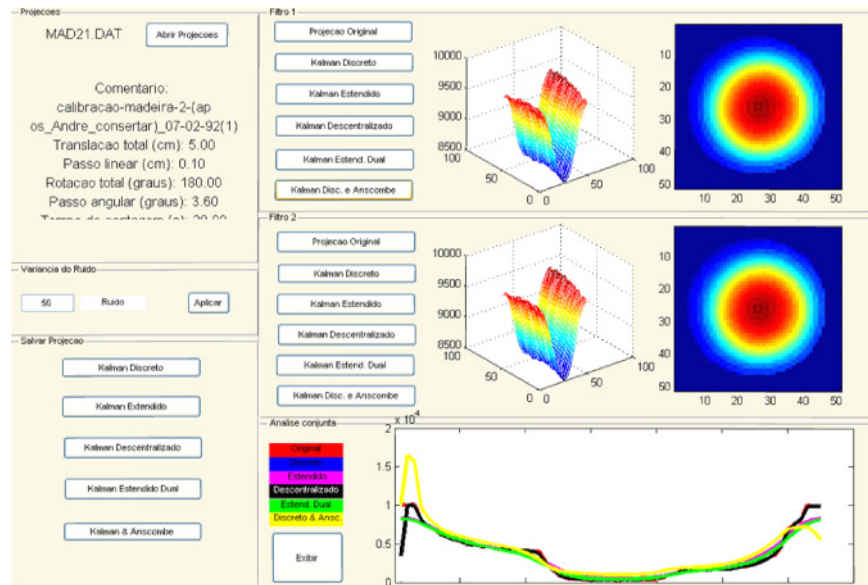 Projecoes
MAD21.DAT
Abrir Projecoes
Comentario:
calibracao-madeira-2-(ap
os_Andre_consertar)_07-02-92(1)
Translacao total (cm): 5.00
Passo linear (cm): 0.10
Rotacao total (graus): 180.00
Passo angular (graus): 3.60
Variancia do Ruido
50
Ruido
Aplicar
Salvar Projecao
Kalman Discreto
Kalman Extendido
Kalman Descentralizado
Kalman Estendido Dual
Kalman & Anscombe
Filtro 1
Projecao Original
Kalman Discreto
Kalman Estendido
Kalman Descentralizado
Kalman Estend. Dual
Kalman Disc. e Anscombe
10000
9500
9000
8500
100
50
0
0
50
100
10
20
30
40
50
10 20 30 40 50
Filtro 2
Projecao Original
Kalman Discreto
Kalman Estendido
Kalman Descentralizado
Kalman Estend. Dual
Kalman Disc. e Anscombe
10000
9500
9000
8500
100
50
0
0
50
100
10
20
30
40
50
10 20 30 40 50
Analise conjunta
Original
Discreto
Estendido
Descentralizado
Estend. Dual
Discreto & Ansc.
Exibir
x 10^4
2
1.5
1
0.5
0